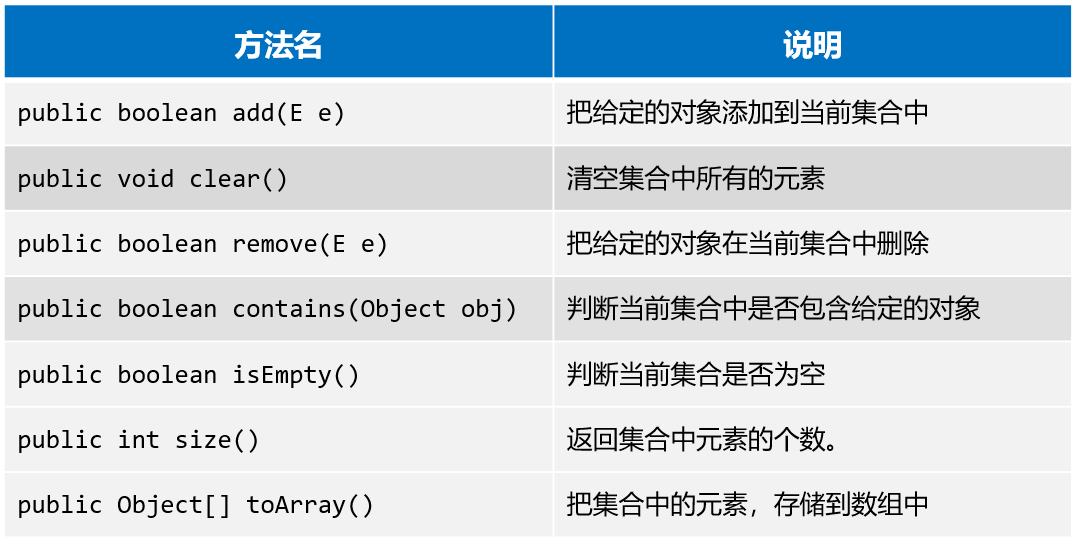 方法名 说明
public boolean add(E e) 把给定的对象添加到当前集合中
public void clear() 清空集合中所有的元素
public boolean remove(E e) 把给定的对象在当前集合中删除
public boolean contains(Object obj) 判断当前集合中是否包含给定的对象
public boolean isEmpty() 判断当前集合是否为空
public int size() 返回集合中元素的个数。
public Object[] toArray() 把集合中的元素，存储到数组中